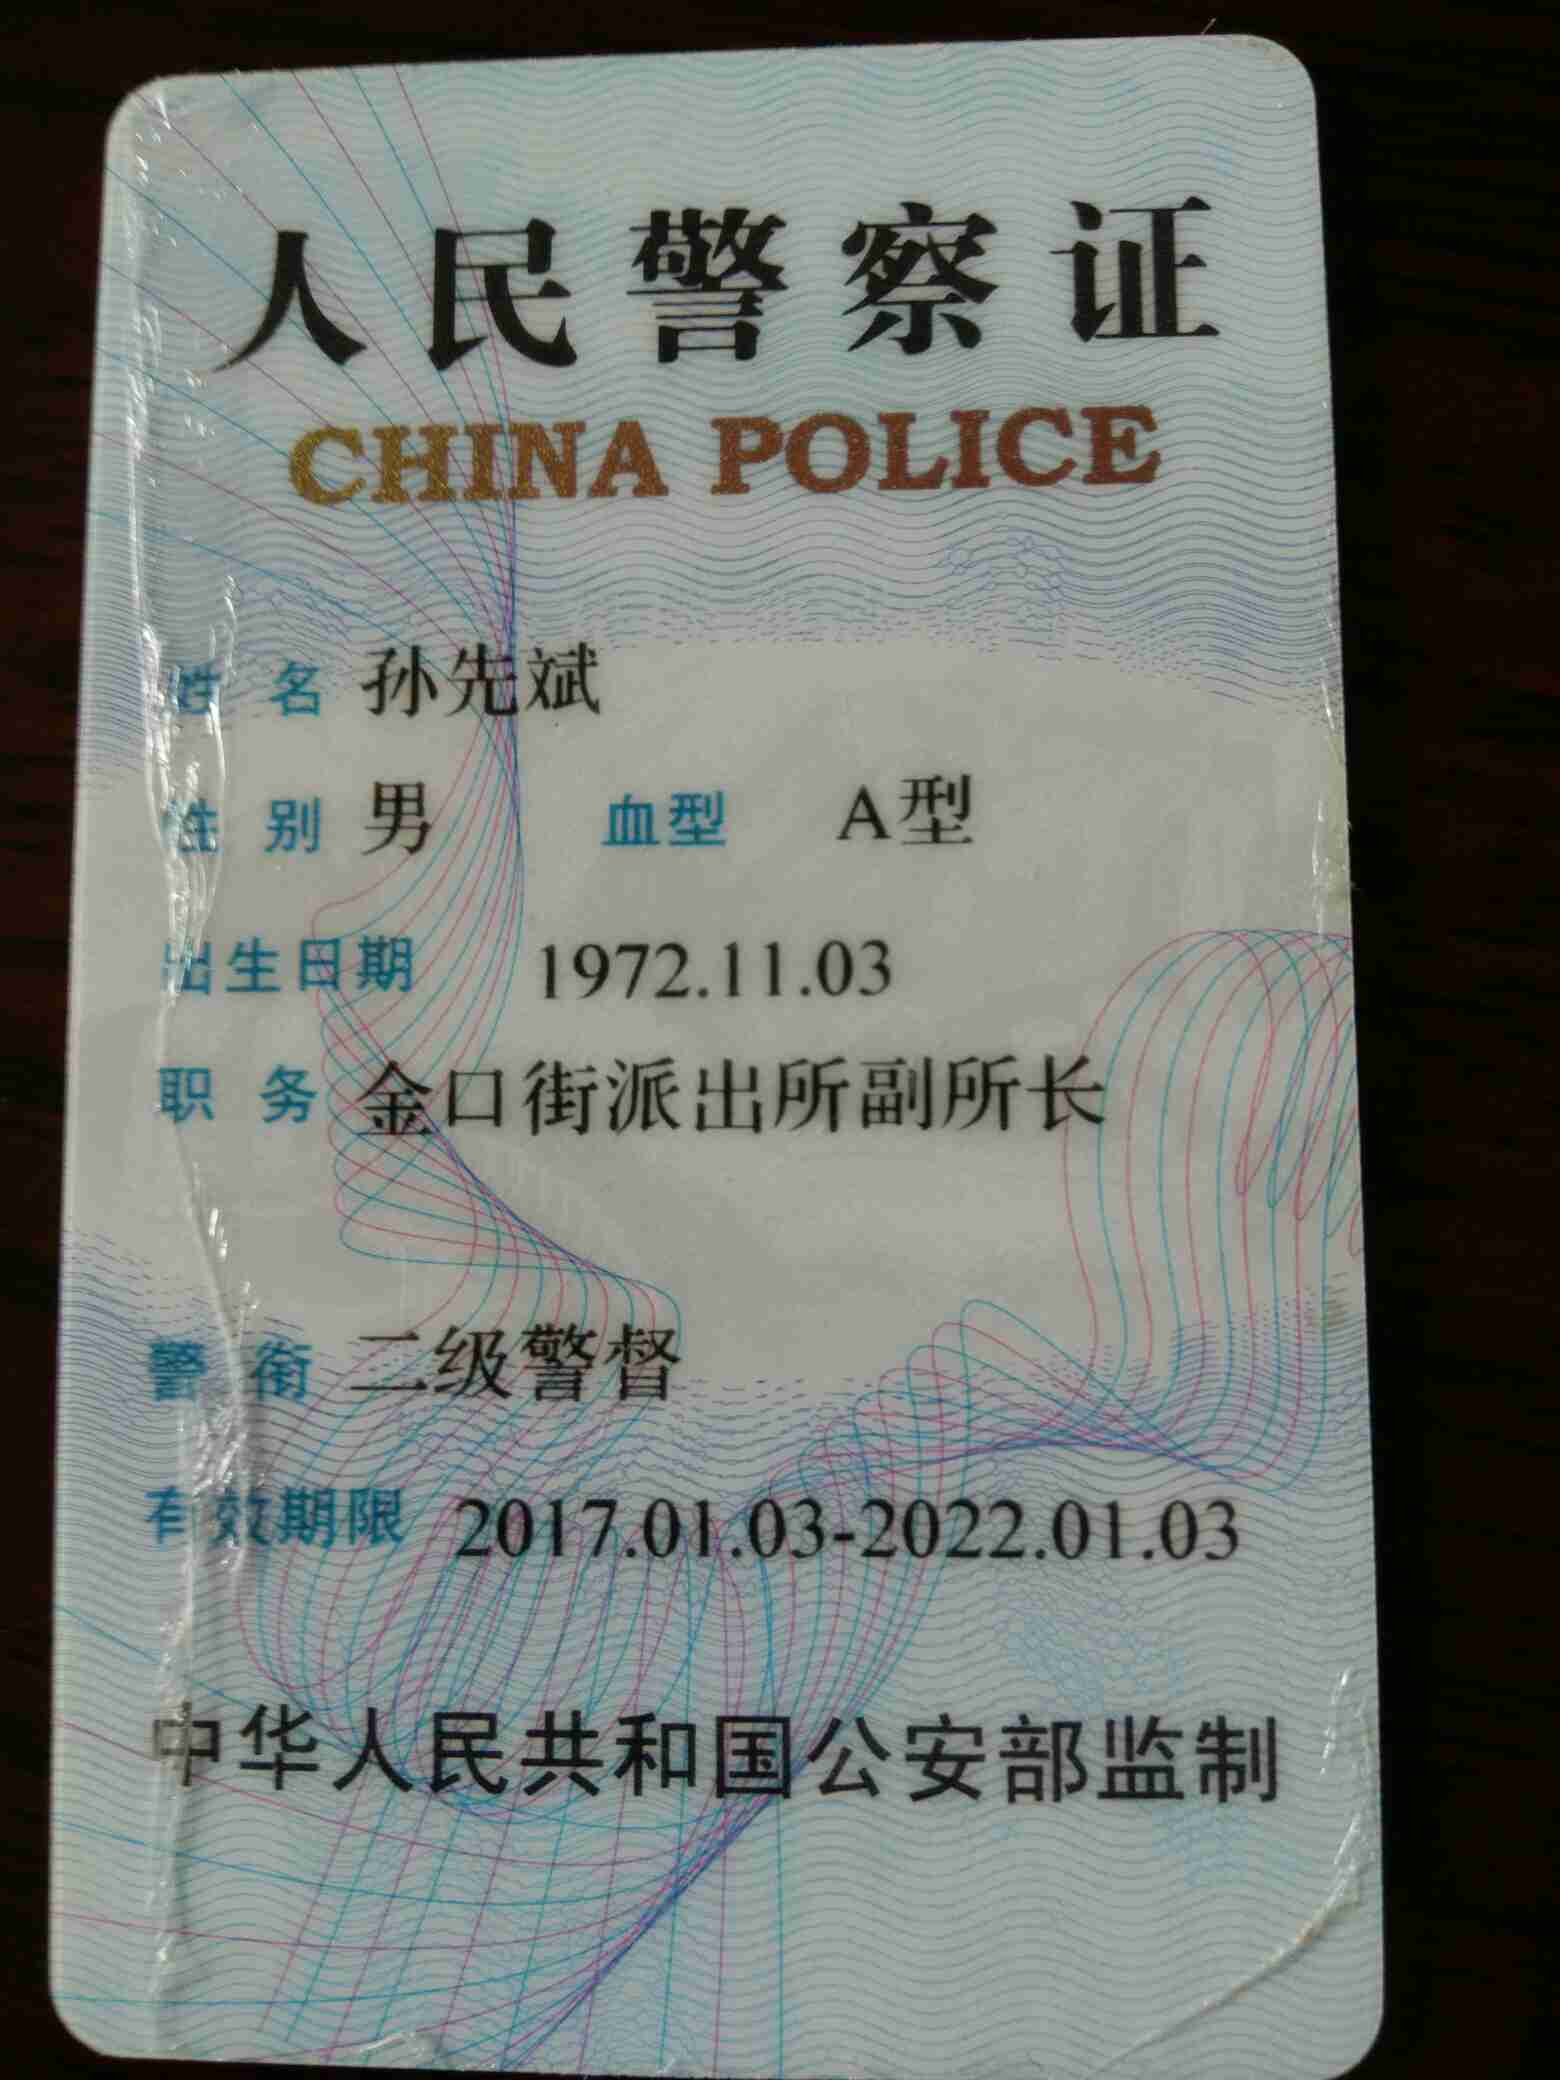 人民警察证
CHINA POLICE
姓 名 孙先斌
性 别 男 血型 A型
出生日期 1972.11.03
职 务 金口街派出所副所长
警 衔 二级警督
有效期限 2017.01.03-2022.01.03
中华人民共和国公安部监制